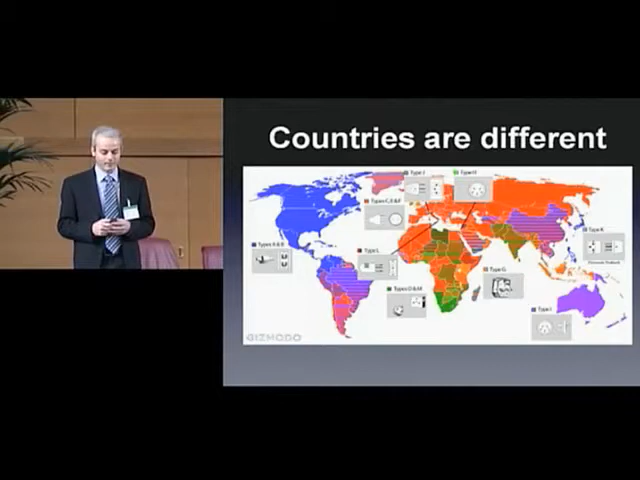 Countries are different
Type J
Type H
Types C, E & F
Type K
Types A & B
Type L
Type G
Types D & M
Type I
GIZMODO